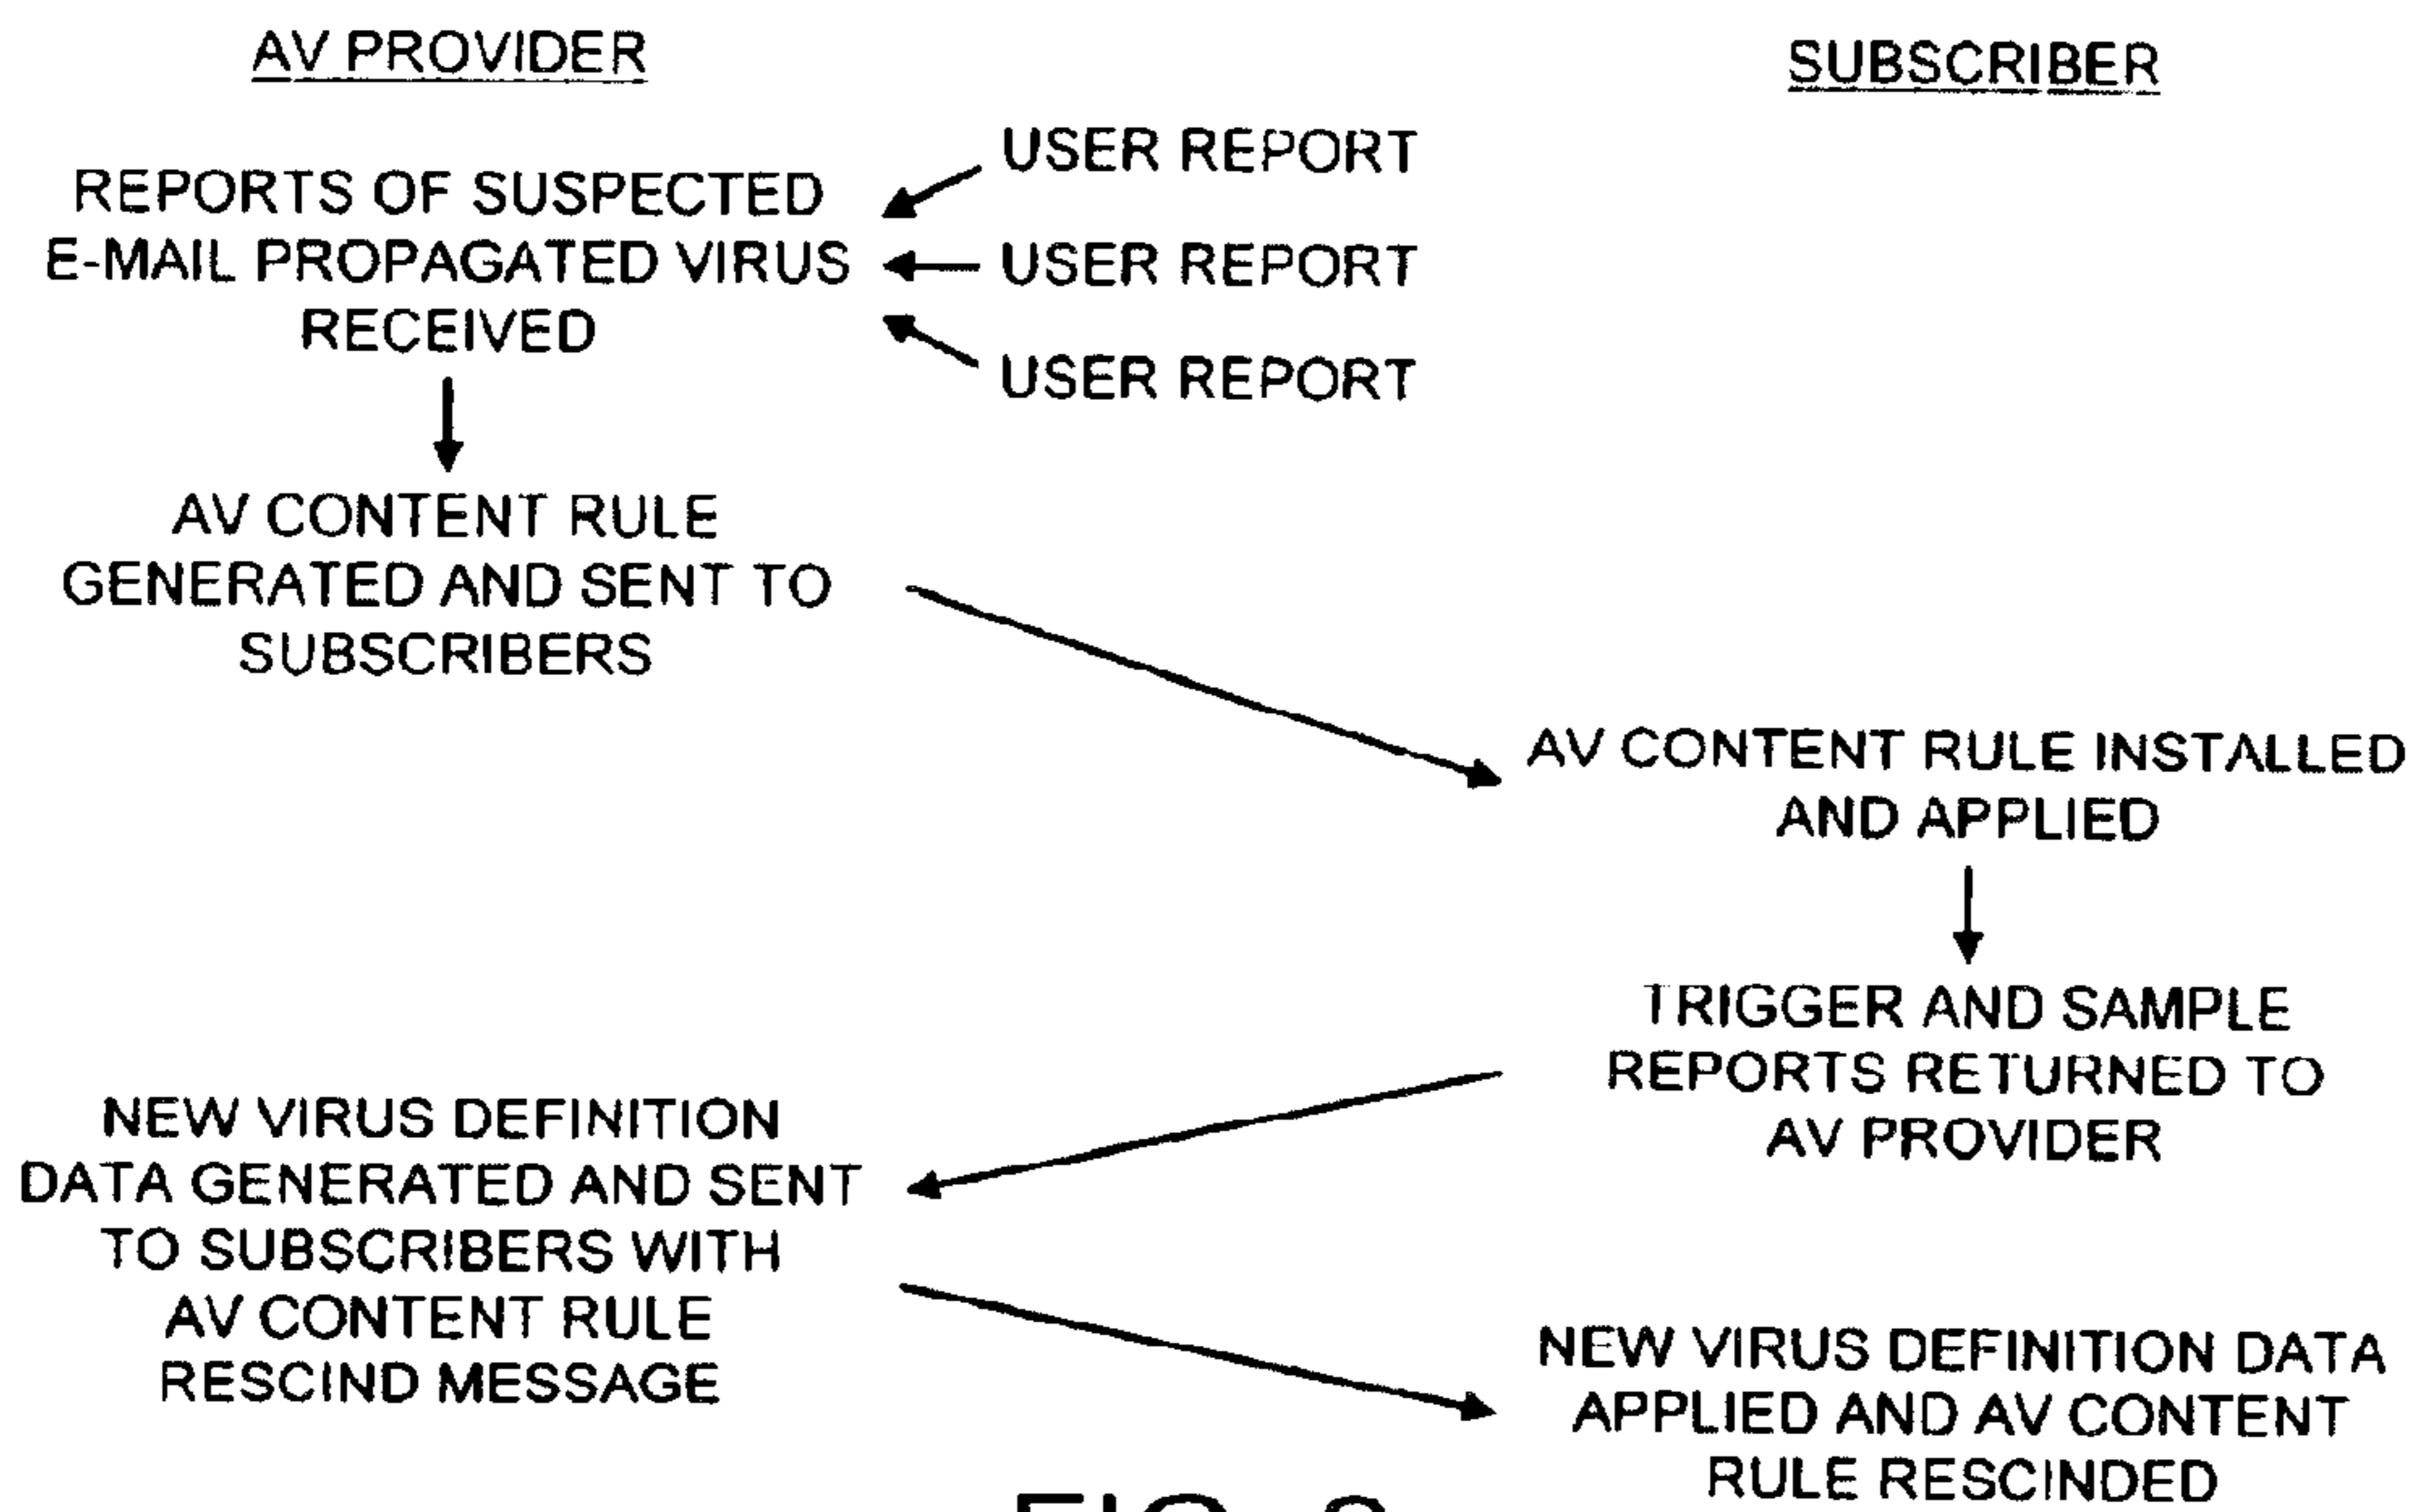 AV PROVIDER
SUBSCRIBER
USER REPORT
REPORTS OF SUSPECTED
E-MAIL PROPAGATED VIRUS
RECEIVED
USER REPORT
USER REPORT
AV CONTENT RULE
GENERATED AND SENT TO
SUBSCRIBERS
AV CONTENT RULE INSTALLED
AND APPLIED
TRIGGER AND SAMPLE
REPORTS RETURNED TO
AV PROVIDER
NEW VIRUS DEFINITION
DATA GENERATED AND SENT
TO SUBSCRIBERS WITH
AV CONTENT RULE
RESCIND MESSAGE
NEW VIRUS DEFINITION DATA
APPLIED AND AV CONTENT
RULE RESCINDED
FIG.